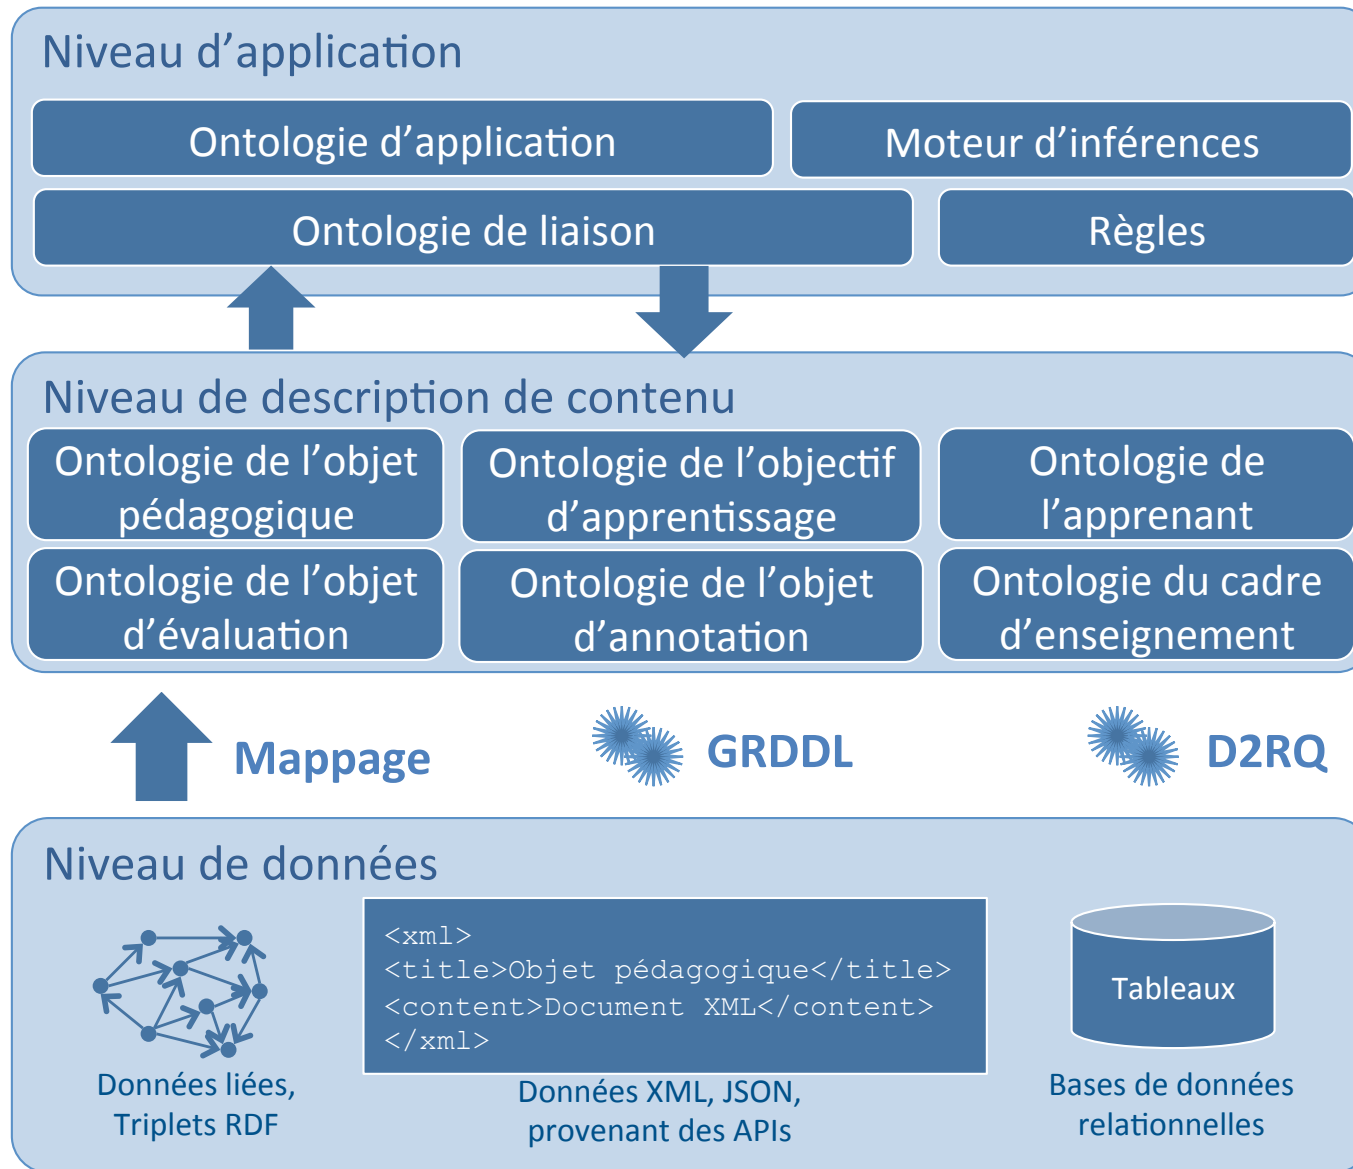 Niveau d’application
Ontologie d’application
Moteur d’inférences
Ontologie de liaison
Règles
Niveau de description de contenu
Ontologie de l’objet
pédagogique
Ontologie de l’objectif
d’apprentissage
Ontologie de
l’apprenant
Ontologie de l’objet
d’évaluation
Ontologie de l’objet
d’annotation
Ontologie du cadre
d’enseignement
Mappage
GRDDL
D2RQ
Niveau de données
<xml>
<title>Objet pédagogique</title>
<content>Document XML</content>
</xml>
Tableaux
Données liées,
Triplets RDF
Données XML, JSON,
provenant des APIs
Bases de données
relationnelles